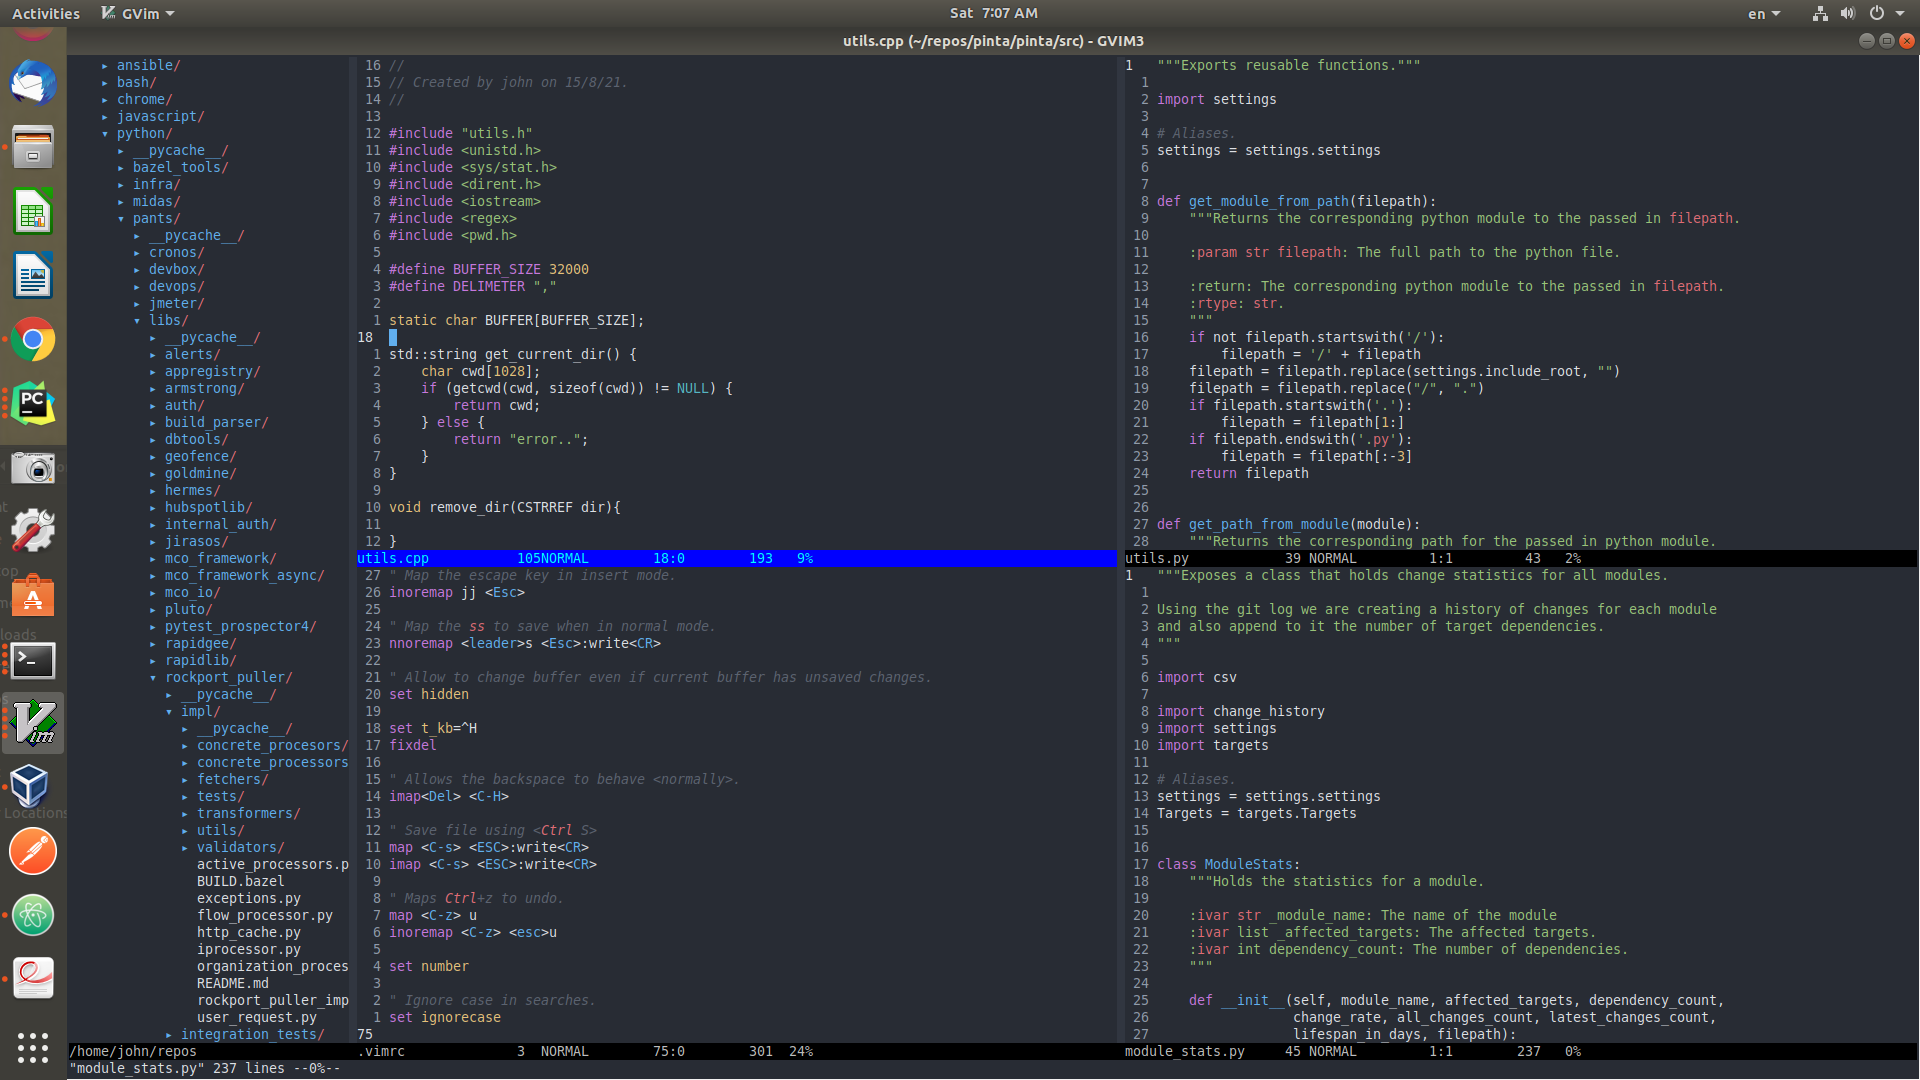 Activities
GVim
Sat 7:07 AM
en
utils.cpp (~/repos/pinta/pinta/src) - GVIM3
▸ ansible/
▸ bash/
▸ chrome/
▸ javascript/
▾ python/
▸ __pycache__/
▸ bazel_tools/
▸ infra/
▸ midas/
▾ pants/
▸ __pycache__/
▸ cronos/
▸ devbox/
▸ devops/
▸ jmeter/
▾ libs/
▸ __pycache__/
▸ alerts/
▸ appregistry/
▸ armstrong/
▸ auth/
▸ build_parser/
▸ dbtools/
▸ geofence/
▸ goldmine/
▸ hermes/
▸ hubspotlib/
▸ internal_auth/
▸ jirasos/
▸ mco_framework/
▸ mco_framework_async/
▸ mco_io/
▸ pluto/
▸ pytest_prospector4/
▸ rapidgee/
▸ rapidlib/
▾ rockport_puller/
▸ __pycache__/
▾ impl/
▸ __pycache__/
▸ concrete_procesors/
▸ concrete_processors
▸ fetchers/
▸ tests/
▸ transformers/
▸ utils/
▸ validators/
active_processors.p
BUILD.bazel
exceptions.py
flow_processor.py
http_cache.py
iprocessor.py
organization_proces
README.md
rockport_puller_imp
user_request.py
▸ integration_tests/
/home/john/repos
16 //
15 // Created by john on 15/8/21.
14 //
13
12 #include "utils.h"
11 #include <unistd.h>
10 #include <sys/stat.h>
9 #include <dirent.h>
8 #include <iostream>
7 #include <regex>
6 #include <pwd.h>
5
4 #define BUFFER_SIZE 32000
3 #define DELIMETER ","
2
1 static char BUFFER[BUFFER_SIZE];
18
1 std::string get_current_dir() {
2     char cwd[1028];
3     if (getcwd(cwd, sizeof(cwd)) != NULL) {
4         return cwd;
5     } else {
6         return "error..";
7     }
8 }
9
10 void remove_dir(CSTRREF dir){
11
12 }
utils.cpp 105NORMAL 18:0 193 9%
27 " Map the escape key in insert mode.
26 inoremap jj <Esc>
25
24 " Map the ss to save when in normal mode.
23 nnoremap <leader>s <Esc>:write<CR>
22
21 " Allow to change buffer even if current buffer has unsaved changes.
20 set hidden
19
18 set t_kb=^H
17 fixdel
16
15 " Allows the backspace to behave <normally>.
14 imap<Del> <C-H>
13
12 " Save file using <Ctrl S>
11 map <C-s> <ESC>:write<CR>
10 imap <C-s> <ESC>:write<CR>
9
8 " Maps Ctrl+z to undo.
7 map <C-z> u
6 inoremap <C-z> <esc>u
5
4 set number
3
2 " Ignore case in searches.
1 set ignorecase
75
.vimrc 3 NORMAL 75:0 301 24%
1 """Exports reusable functions."""
1
2 import settings
3
4 # Aliases.
5 settings = settings.settings
6
7
8 def get_module_from_path(filepath):
9     """Returns the corresponding python module to the passed in filepath.
10
11     :param str filepath: The full path to the python file.
12
13     :return: The corresponding python module to the passed in filepath.
14     :rtype: str.
15     """
16     if not filepath.startswith('/'):
17         filepath = '/' + filepath
18     filepath = filepath.replace(settings.include_root, "")
19     filepath = filepath.replace("/", ".")
20     if filepath.startswith('.'):
21         filepath = filepath[1:]
22     if filepath.endswith('.py'):
23         filepath = filepath[:-3]
24     return filepath
25
26
27 def get_path_from_module(module):
28     """Returns the corresponding path for the passed in python module.
utils.py 39 NORMAL 1:1 43 2%
1 """Exposes a class that holds change statistics for all modules.
1
2 Using the git log we are creating a history of changes for each module
3 and also append to it the number of target dependencies.
4 """
5
6 import csv
7
8 import change_history
9 import settings
10 import targets
11
12 # Aliases.
13 settings = settings.settings
14 Targets = targets.Targets
15
16
17 class ModuleStats:
18     """Holds the statistics for a module.
19
20     :ivar str _module_name: The name of the module
21     :ivar list _affected_targets: The affected targets.
22     :ivar int dependency_count: The number of dependencies.
23     """
24
25     def __init__(self, module_name, affected_targets, dependency_count,
26                  change_rate, all_changes_count, latest_changes_count,
27                  lifespan_in_days, filepath):
module_stats.py 45 NORMAL 1:1 237 0%
"module_stats.py" 237 lines --0%--
PC
Vim
loads
Locations